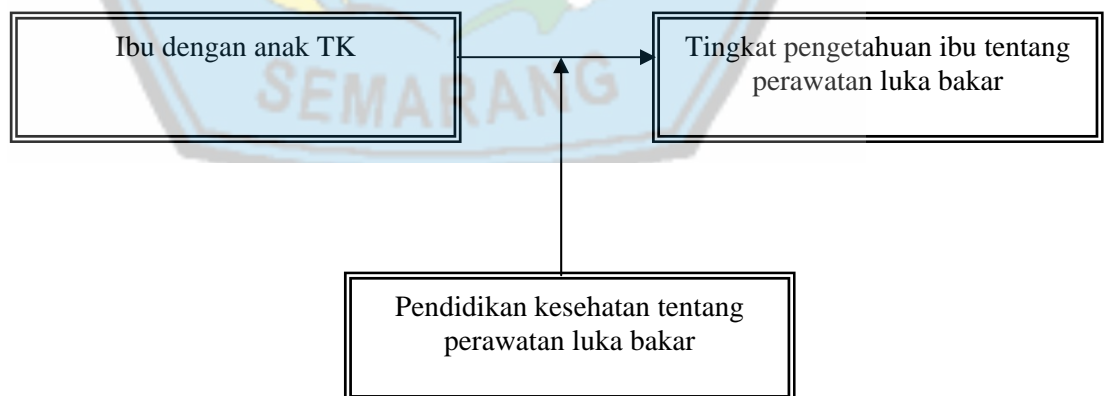 Ibu dengan anak TK
Tingkat pengetahuan ibu tentang
perawatan luka bakar
SEMARANG
Pendidikan kesehatan tentang
perawatan luka bakar